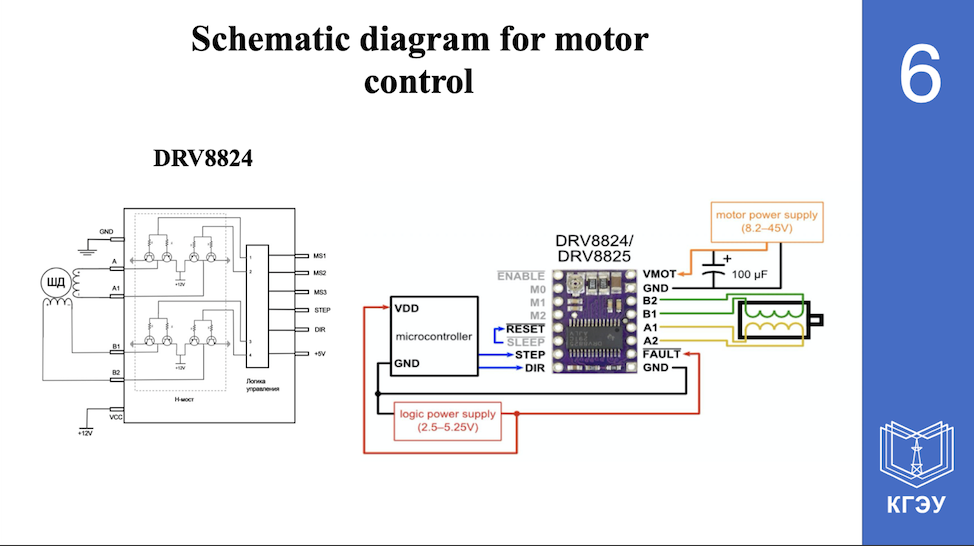 Schematic diagram for motor
control
6
DRV8824
GND
A
A1
B1
B2
VCC
+12V
ШД
+12V
+12V
Н-мост
1
2
3
4
Логика
управления
MS1
MS2
MS3
STEP
DIR
+5V
motor power supply
(8.2–45V)
DRV8824/
DRV8825
ENABLE
M0
M1
M2
RESET
SLEEP
STEP
DIR
VMOT
GND
B2
B1
A1
A2
FAULT
GND
+
100 µF
VDD
microcontroller
GND
logic power supply
(2.5–5.25V)
КГЭУ